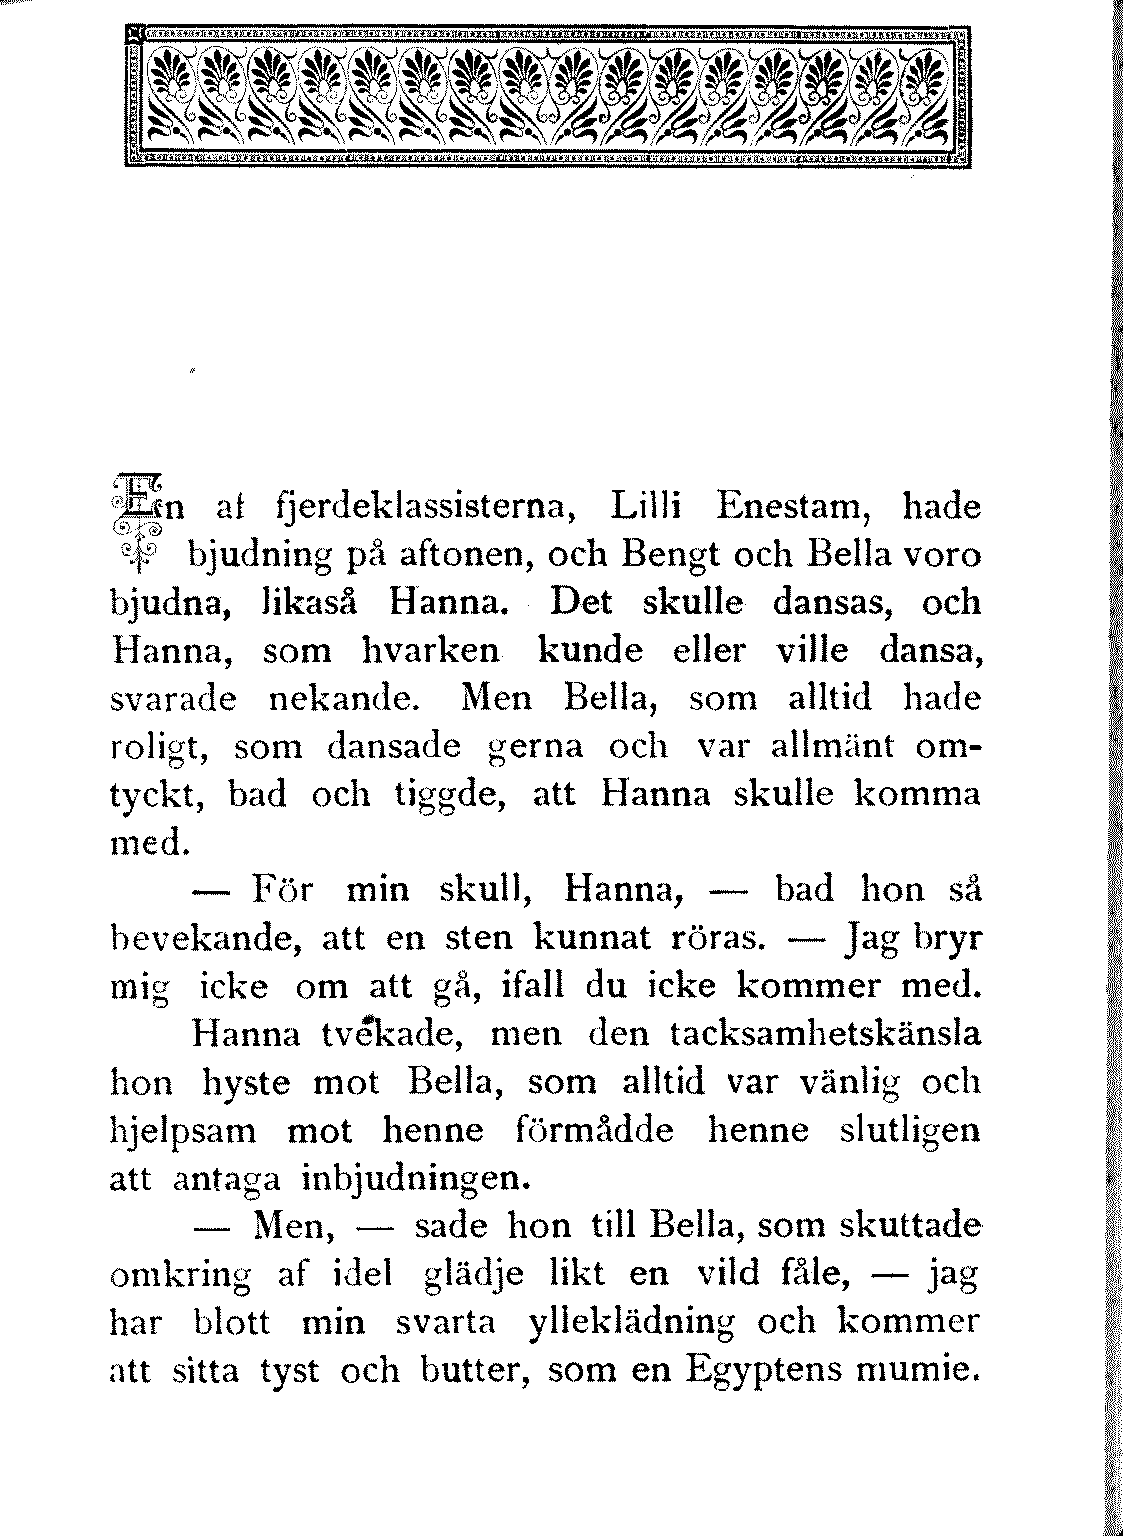 En af fjerdeklassisterna, Lilli Enestam, hade
bjudning på aftonen, och Bengt och Bella voro
bjudna, likaså Hanna. Det skulle dansas, och
Hanna, som hvarken kunde eller ville dansa,
svarade nekande. Men Bella, som alltid hade
roligt, som dansade gerna och var allmänt om-
tyckt, bad och tiggde, att Hanna skulle komma
med.
— För min skull, Hanna, — bad hon så
bevekande, att en sten kunnat röras. — Jag bryr
mig icke om att gå, ifall du icke kommer med.
Hanna tvekade, men den tacksamhetskänsla
hon hyste mot Bella, som alltid var vänlig och
hjelpsam mot henne förmådde henne slutligen
att antaga inbjudningen.
— Men, — sade hon till Bella, som skuttade
omkring af idel glädje likt en vild fåle, — jag
har blott min svarta ylleklädning och kommer
att sitta tyst och butter, som en Egyptens mumie.